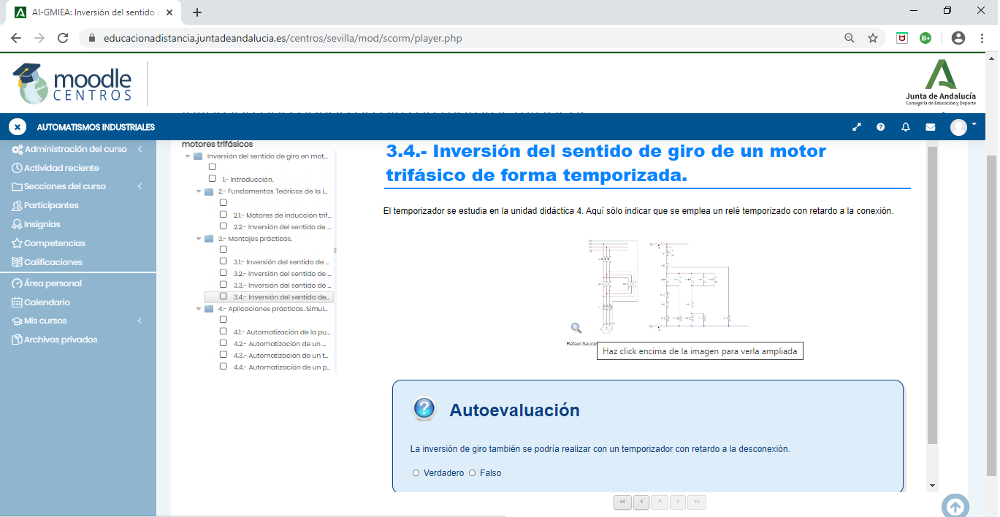 AI-GMIEA: Inversión del sentido
educacionadistancia.juntadeandalucia.es/centros/sevilla/mod/scorm/player.php
B+
moodle
CENTROS
Junta de Andalucía
Consejería de Educación y Deporte
AUTOMATISMOS INDUSTRIALES
Administración del curso
Actividad reciente
Secciones del curso
Participantes
Insignias
Competencias
Calificaciones
Área personal
Calendario
Mis cursos
Archivos privados
motores trifásicos
Inversión del sentido de giro en mot...
1.- Introducción.
2.- Fundamentos Teóricos de la i...
2.1.- Motores de inducción trif...
2.2.- Inversión del sentido de ...
3.- Montajes prácticos.
3.1.- Inversión del sentido de ...
3.2.- Inversión del sentido de ...
3.3.- Inversión del sentido de ...
3.4.- Inversión del sentido de...
4.- Aplicaciones prácticas. Simul...
4.1.- Automatización de la pu...
4.2.- Automatización de un ...
4.3.- Automatización de un t...
4.4.- Automatización de un p...
3.4.- Inversión del sentido de giro de un motor
trifásico de forma temporizada.
El temporizador se estudia en la unidad didáctica 4. Aquí sólo indicar que se emplea un relé temporizado con retardo a la conexión.
Rafael
Haz click encima de la imagen para verla ampliada
Autoevaluación
La inversión de giro también se podría realizar con un temporizador con retardo a la desconexión.
Verdadero Falso